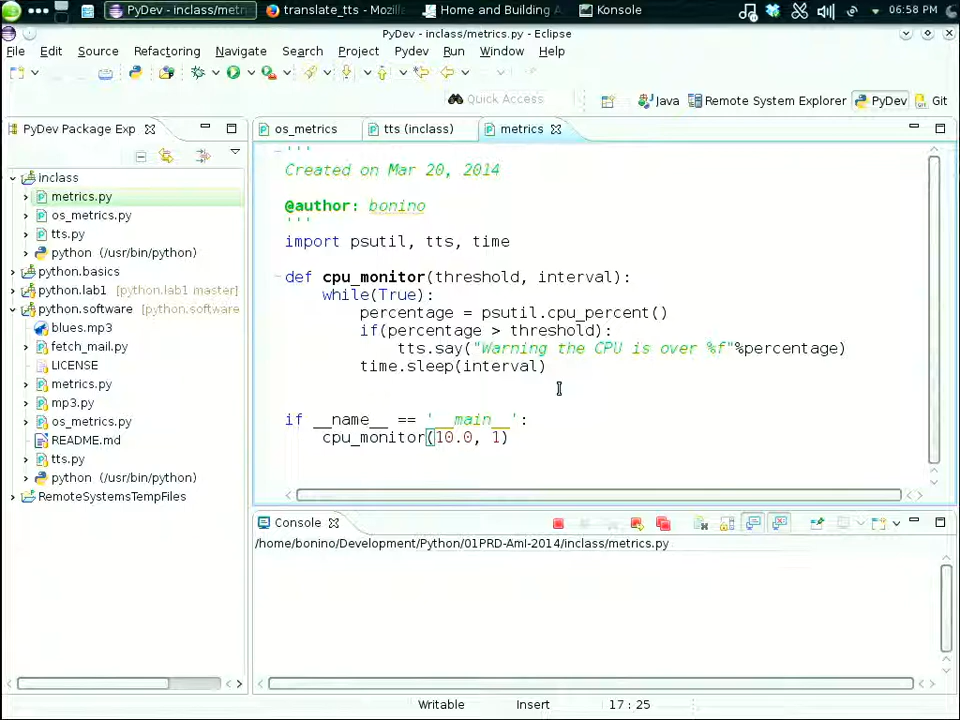 PyDev - inclass/metr
translate_tts - Mozill
Home and Building
Konsole
06:58 PM
PyDev - inclass/metrics.py - Eclipse
File Edit Source Refactoring Navigate Search Project Pydev Run Window Help
Quick Access
Java
Remote System Explorer
PyDev
Git
PyDev Package Exp
os_metrics
tts (inclass)
metrics
inclass
metrics.py
os_metrics.py
tts.py
python (/usr/bin/python)
python.basics
python.lab1 [python.lab1 master]
python.software [python.software
blues.mp3
fetch_mail.py
LICENSE
metrics.py
mp3.py
os_metrics.py
README.md
tts.py
python (/usr/bin/python)
RemoteSystemsTempFiles
'''
Created on Mar 20, 2014
@author: bonino
'''
import psutil, tts, time
def cpu_monitor(threshold, interval):
while(True):
percentage = psutil.cpu_percent()
if(percentage > threshold):
tts.say("Warning the CPU is over %f"%percentage)
time.sleep(interval)
if __name__ == '__main__':
cpu_monitor(10.0, 1)
Console
/home/bonino/Development/Python/01PRD-AmI-2014/inclass/metrics.py
Writable
Insert
17 : 25